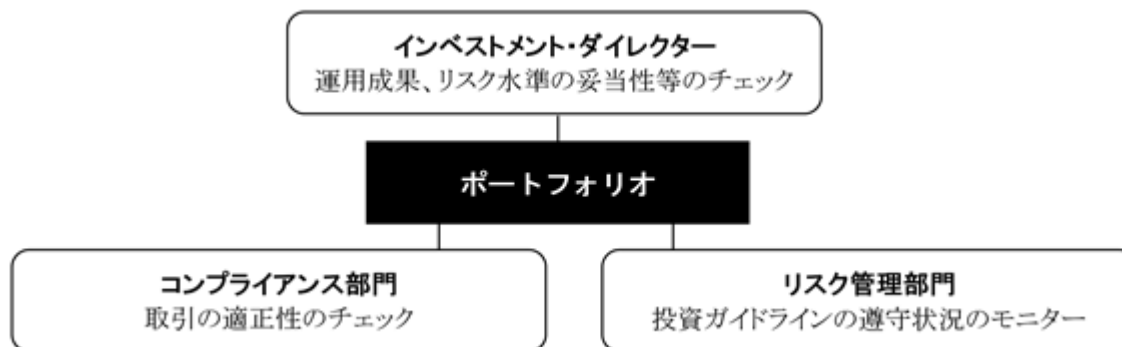 インベストメント・ダイレクター
運用成果、リスク水準の妥当性等のチェック
ポートフォリオ
コンプライアンス部門
取引の適正性のチェック
リスク管理部門
投資ガイドラインの遵守状況のモニター